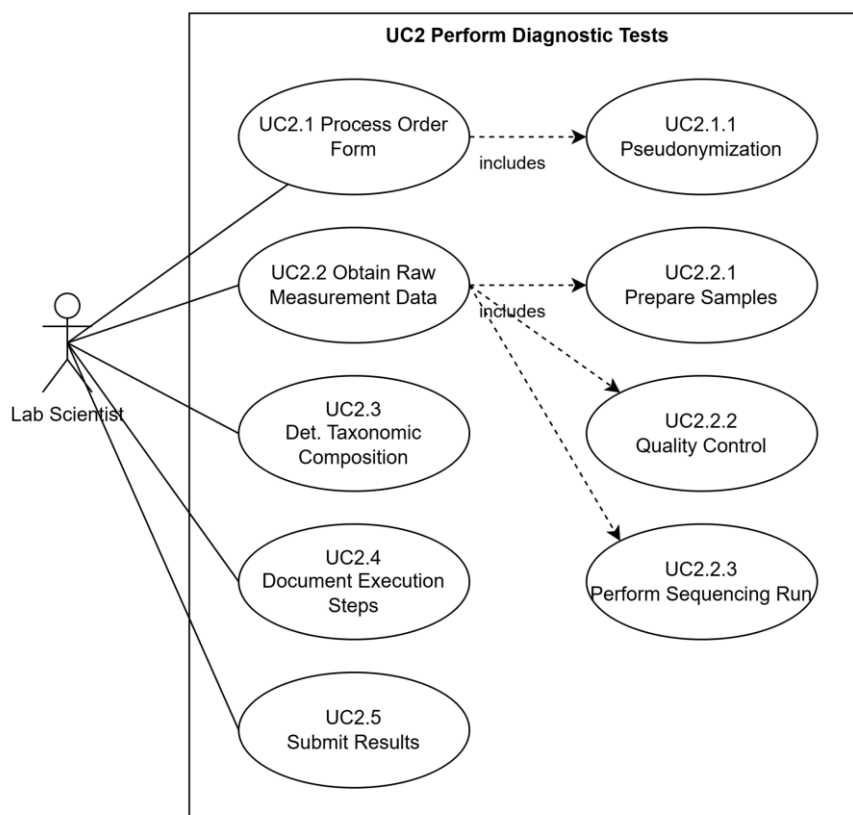 UC2 Perform Diagnostic Tests
UC2.1 Process Order
Form
includes
UC2.1.1
Pseudonymization
UC2.2 Obtain Raw
Measurement Data
includes
UC2.2.1
Prepare Samples
Lab Scientist
UC2.3
Det. Taxonomic
Composition
UC2.2.2
Quality Control
UC2.4
Document Execution
Steps
UC2.2.3
Perform Sequencing Run
UC2.5
Submit Results